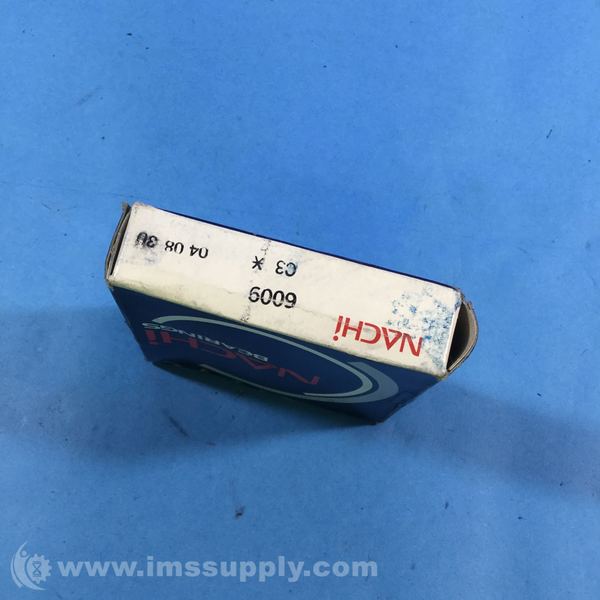 NACHi
6009
C3 *
04 08 30
NACHi
BEARINGS
www.imssupply.com